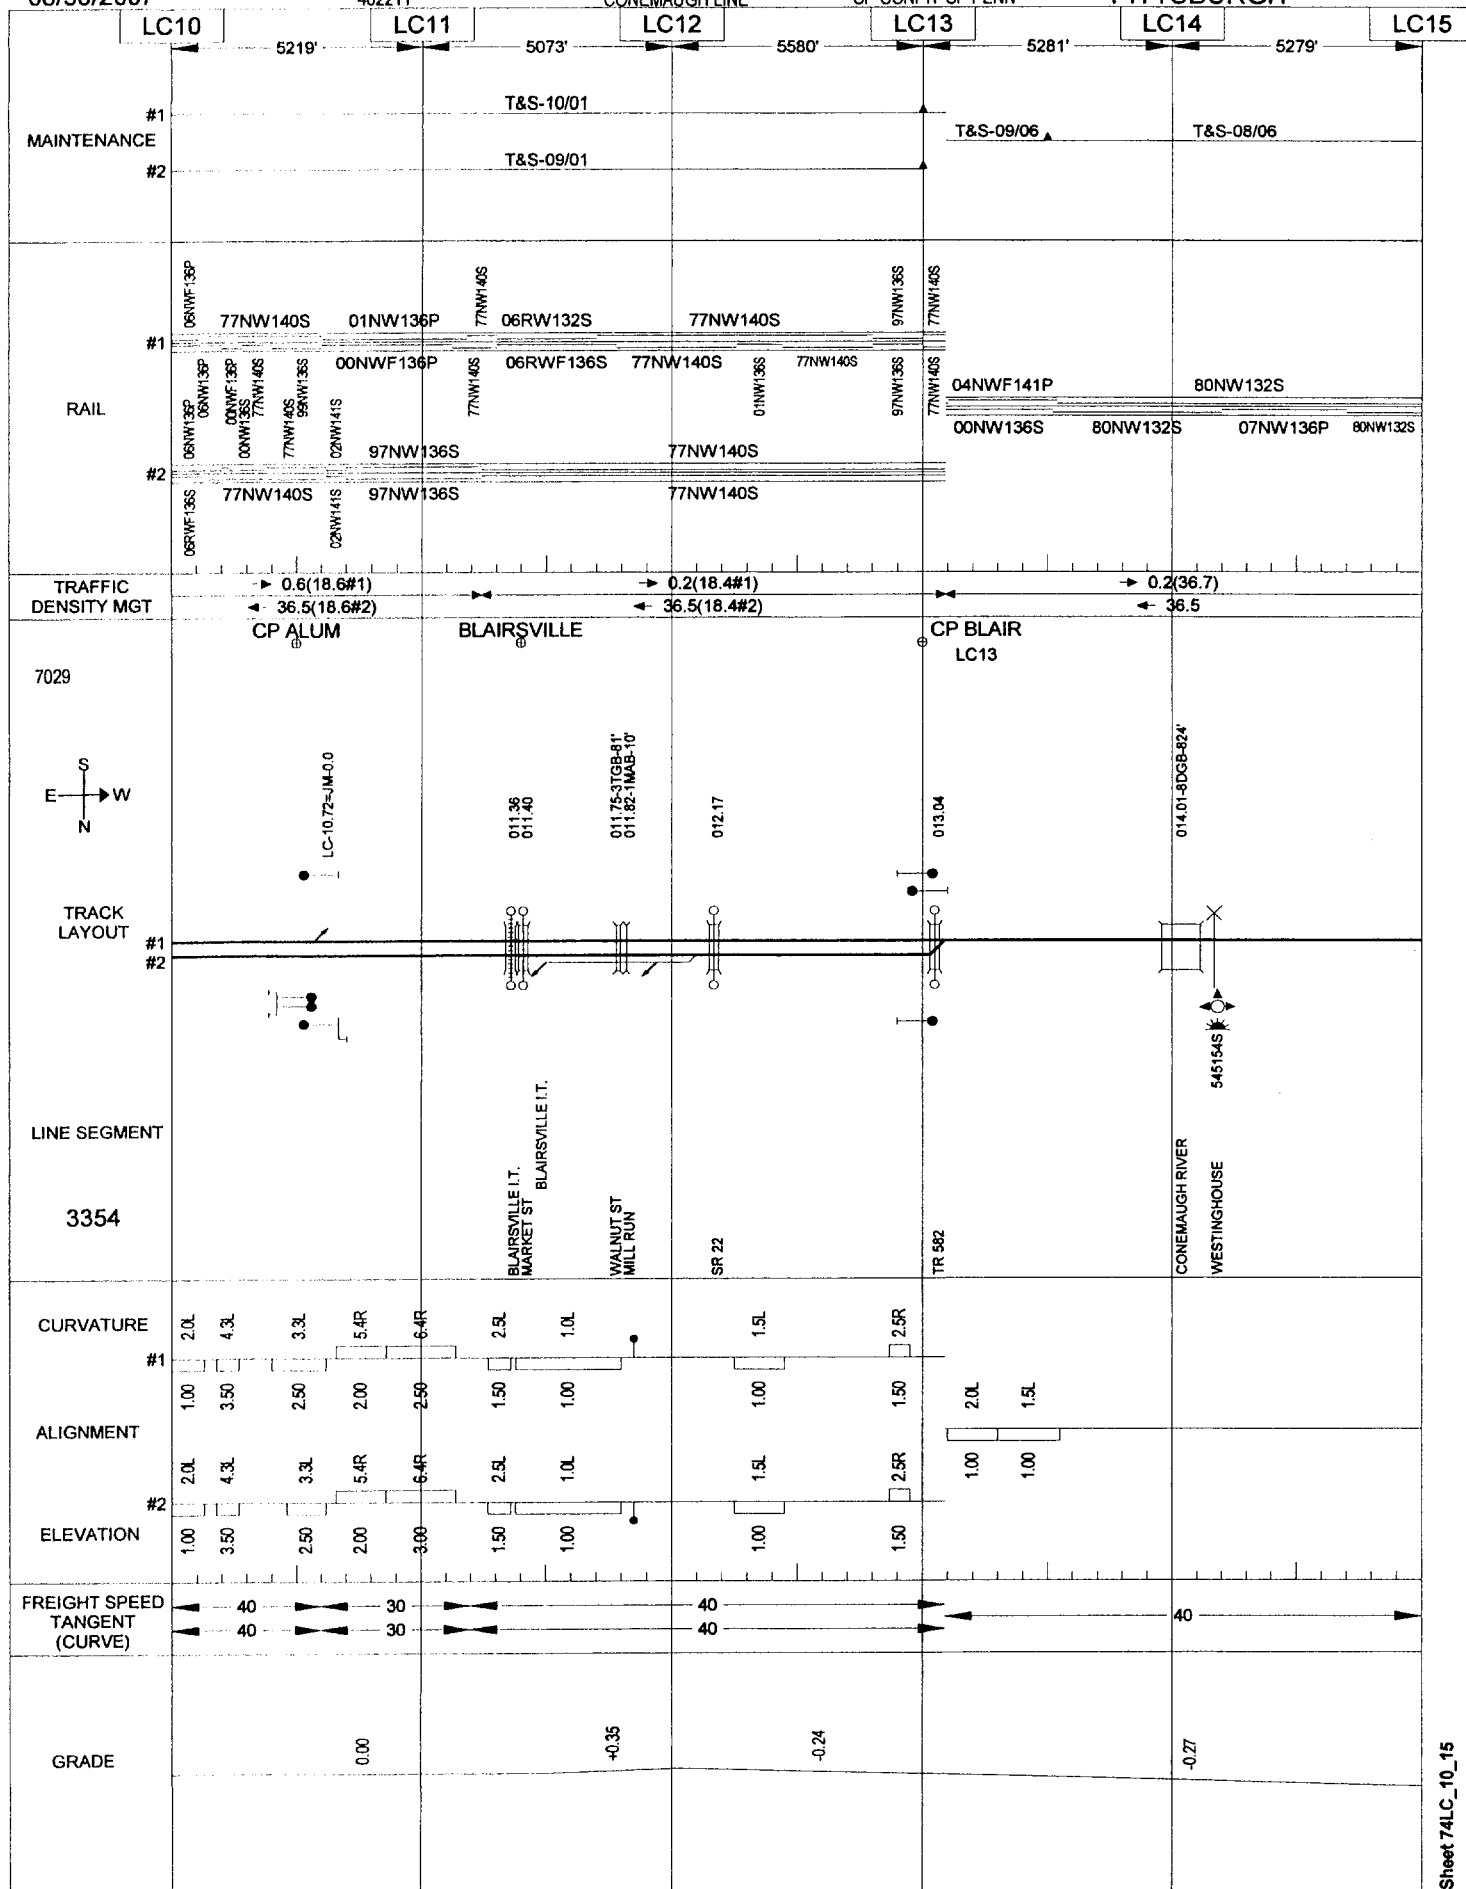 LC10 LC11 LC12 LC13 LC14 LC15
5219' 5073' 5580' 5281' 5279'
MAINTENANCE
#1 T&S-10/01
T&S-09/06 T&S-08/06
#2 T&S-09/01
RAIL
06NWF136P 77NW140S 01NW136P 77NW140S 06RW132S 77NW140S 97NW136S 77NW140S
#1
00NWF136P 77NW140S 06RWF136S 77NW140S 01NW136S 77NW140S 97NW136S 77NW140S
04NWF141P 80NW132S
00NW136S 80NW132S 07NW136P 80NW132S
06NW136P 06NW136P 00NWF136P 00NW136S 77NW140S 77NW140S 99NW136S 02NW141S 97NW136S 77NW140S
#2
06RWF136S 77NW140S 02NW141S 97NW136S 77NW140S
TRAFFIC
DENSITY MGT
0.6(18.6#1) 0.2(18.4#1) 0.2(36.7)
36.5(18.6#2) 36.5(18.4#2) 36.5
CP ALUM BLAIRSVILLE CP BLAIR
LC13
7029
S
E W
N
LC-10.72=JM-0.0
011.36
011.40
011.75-3TGB-81'
011.82-1MAB-10'
012.17
013.04
014.01-8DGB-824'
TRACK
LAYOUT
#1
#2
545154S
LINE SEGMENT
3354
BLAIRSVILLE I.T.
MARKET ST
BLAIRSVILLE I.T.
WALNUT ST
MILL RUN
SR 22
TR 582
CONEMAUGH RIVER
WESTINGHOUSE
CURVATURE
2.0L 4.3L 3.3L 5.4R 6.4R 2.5L 1.0L 1.5L 2.5R
#1
1.00 3.50 2.50 2.00 2.50 1.50 1.00 1.00 1.50
ALIGNMENT
2.0L 1.5L
1.00 1.00
2.0L 4.3L 3.3L 5.4R 6.4R 2.5L 1.0L 1.5L 2.5R
#2
ELEVATION
1.00 3.50 2.50 2.00 3.00 1.50 1.00 1.00 1.50
FREIGHT SPEED
TANGENT
(CURVE)
40 30 40
40 30 40
40
GRADE
0.00 +0.35 -0.24 -0.27
Sheet 74LC_10_15